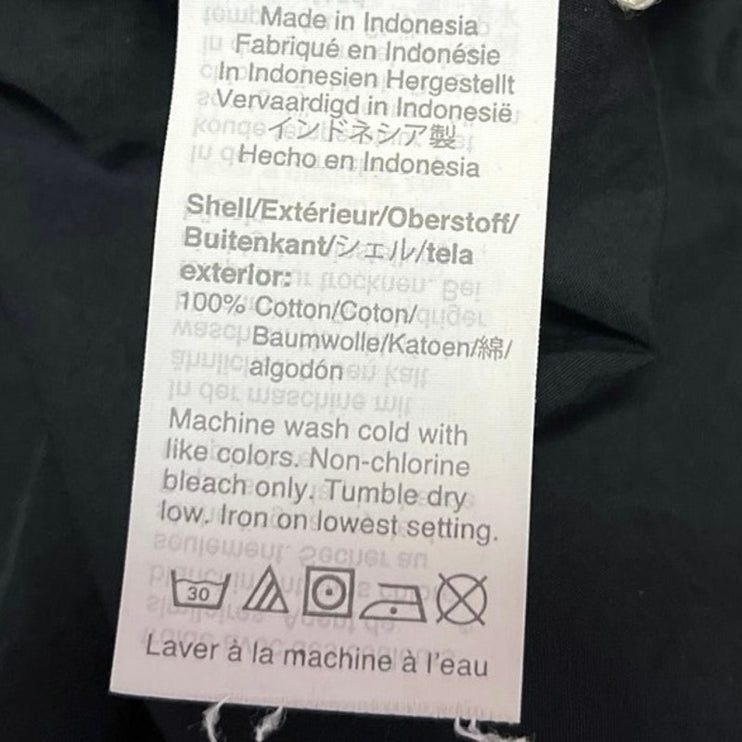 Made in Indonesia
Fabriqué en Indonésie
In Indonesien Hergestellt
Vervaardigd in Indonesië
インドネシア製
Hecho en Indonesia
Shell/Extérieur/Oberstoff/
Buitenkant/シェル/tela
exterior:
100% Cotton/Coton/
Baumwolle/Katoen/綿/
algodón
Machine wash cold with
like colors. Non-chlorine
bleach only. Tumble dry
low. Iron on lowest setting.
30
Laver à la machine à l'eau